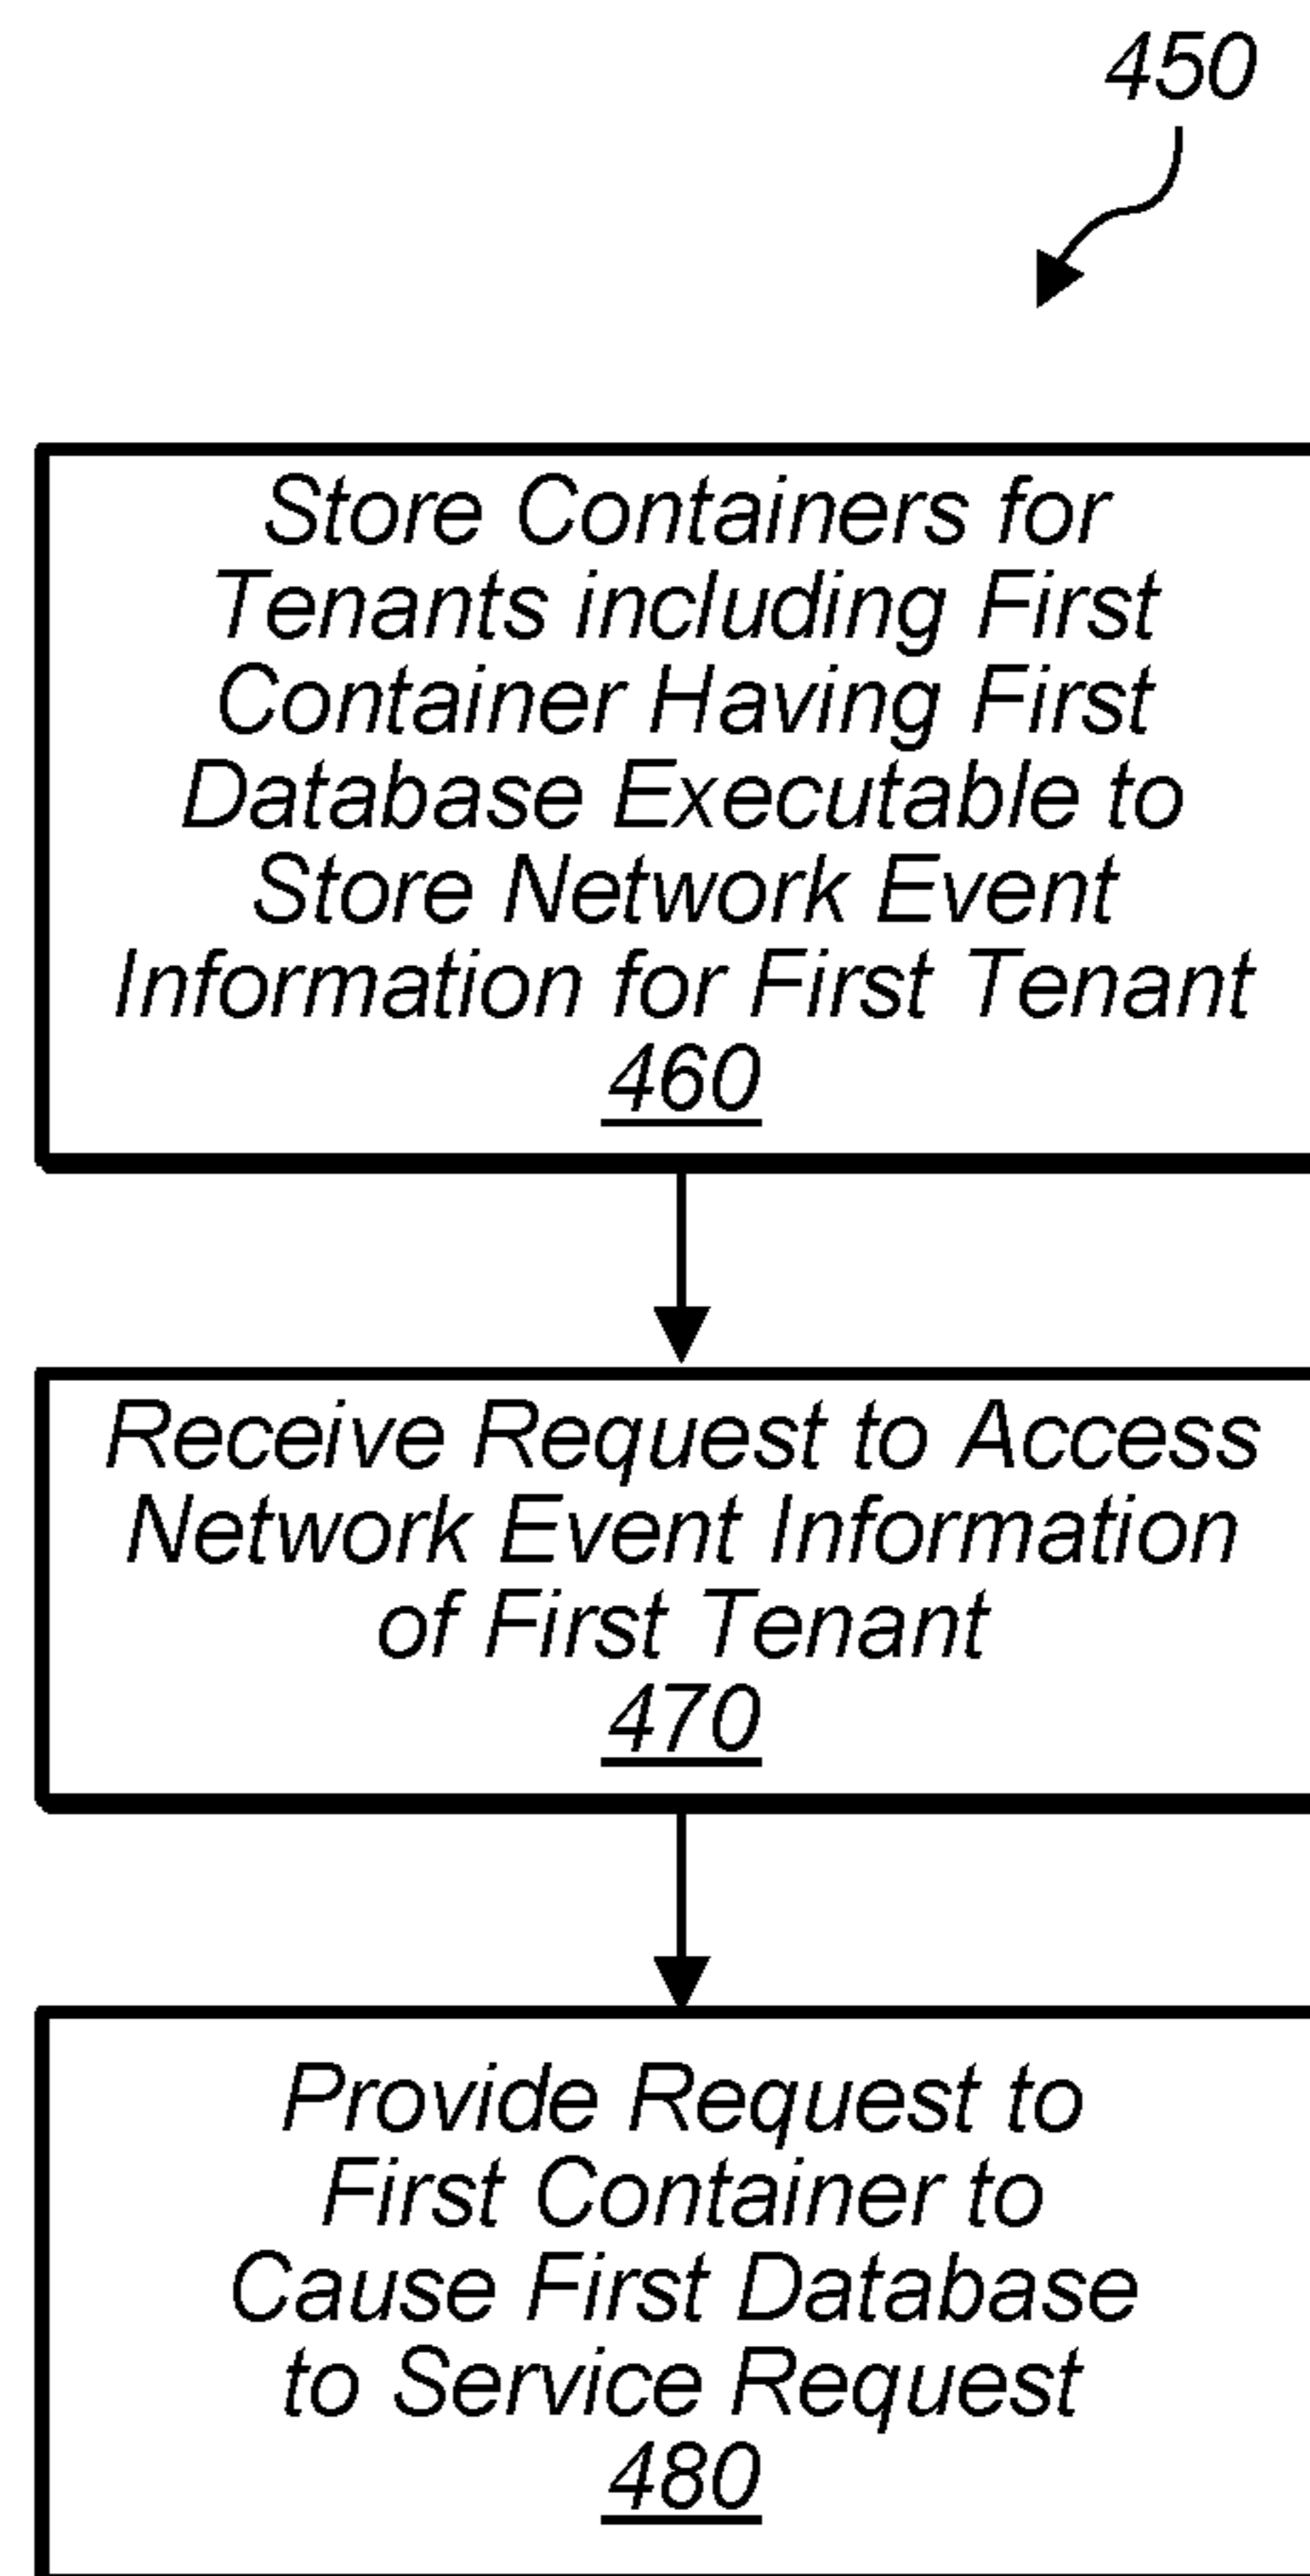 450
Store Containers for
Tenants including First
Container Having First
Database Executable to
Store Network Event
Information for First Tenant
460
Receive Request to Access
Network Event Information
of First Tenant
470
Provide Request to
First Container to
Cause First Database
to Service Request
480